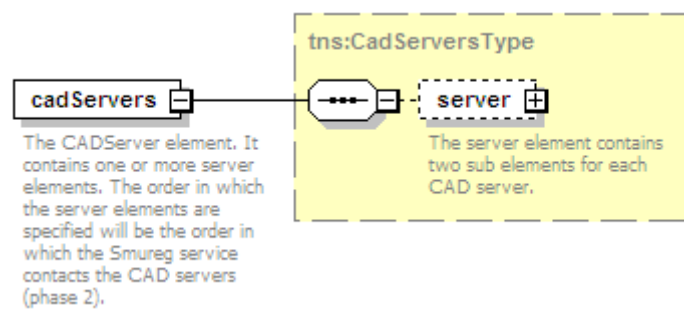 tns:CadServersType
cadServers
server
The CADServer element. It
contains one or more server
elements. The order in which
the server elements are
specified will be the order in
which the Smureg service
contacts the CAD servers
(phase 2).
The server element contains
two sub elements for each
CAD server.